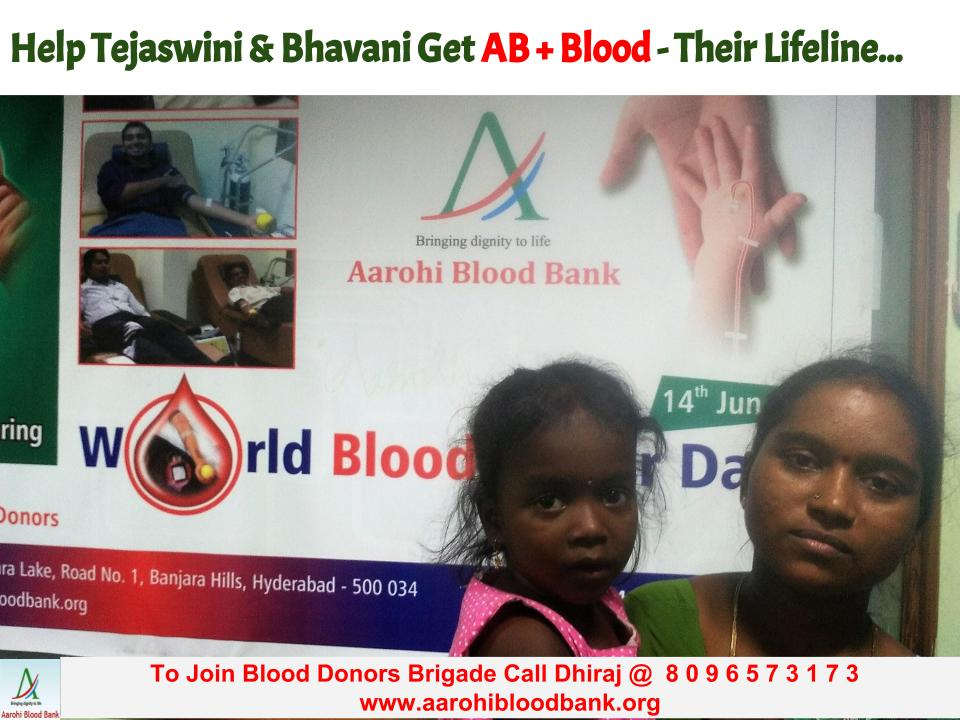 Help Tejaswini & Bhavani Get AB + Blood - Their Lifeline...
Bringing dignity to life
Aarohi Blood Bank
14th Jun
ring
World Blood r Da
Donors
ra Lake, Road No. 1, Banjara Hills, Hyderabad - 500 034
oodbank.org
To Join Blood Donors Brigade Call Dhiraj @ 8 0 9 6 5 7 3 1 7 3
www.aarohibloodbank.org
Bringing dignity to life
Aarohi Blood Bank